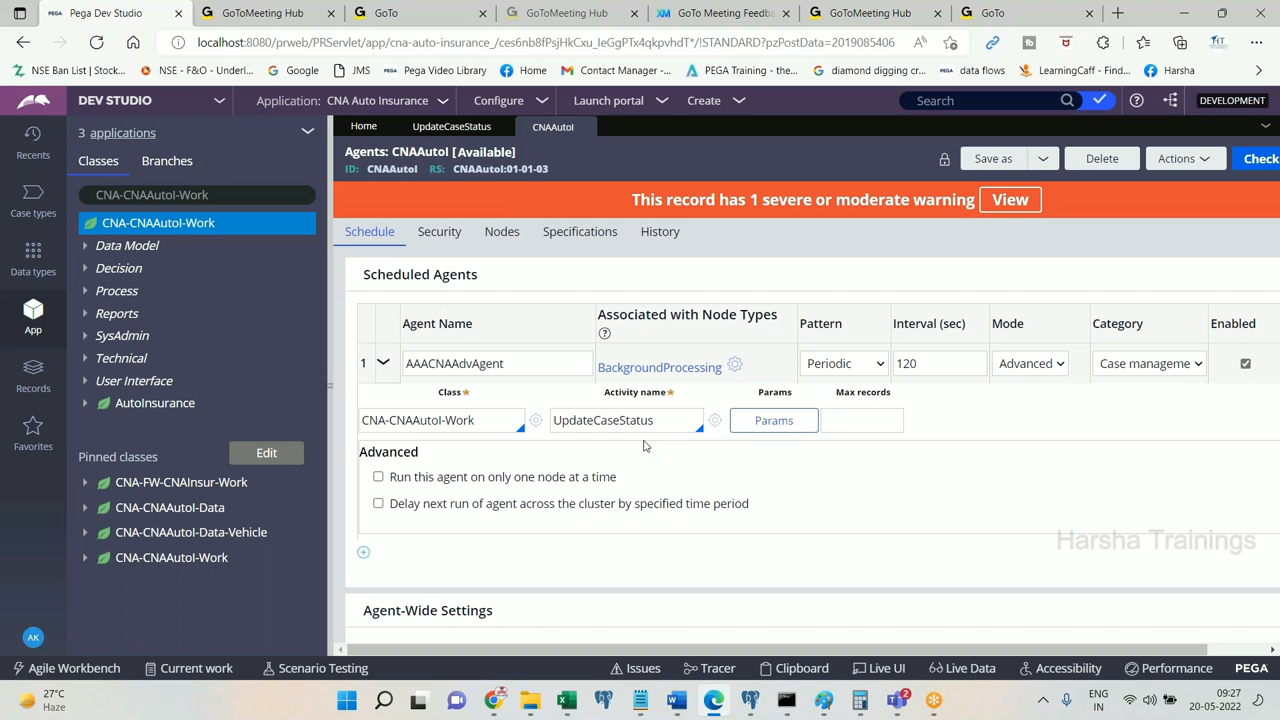 Pega Dev Studio
GoToMeeting Hub
GoTo
GoToMeeting Hub
GoTo Meeting Feedba
GoToMeeting Hub
GoTo
localhost:8080/prweb/PRServlet/app/cna-auto-insurance_/ces6nb8fPsjHkCxu_IeGgPTx4qkpvhdT*/!STANDARD?pzPostData=2019085406
NSE Ban List | Stock...
NSE - F&O - Underl...
Google
JMS
Pega Video Library
Home
Contact Manager -...
PEGA Training - the...
diamond digging cr...
data flows
LearningCaff - Find...
Harsha
DEV STUDIO
Application: CNA Auto Insurance
Configure
Launch portal
Create
Search
DEVELOPMENT
Recents
Case types
Data types
App
Records
Favorities
AK
3 applications
Classes
Branches
CNA-CNAAutoI-Work
CNA-CNAAutoI-Work
Data Model
Decision
Process
Reports
SysAdmin
Technical
User Interface
AutoInsurance
Pinned classes
Edit
CNA-FW-CNAInsur-Work
CNA-CNAAutoI-Data
CNA-CNAAutoI-Data-Vehicle
CNA-CNAAutoI-Work
Home
UpdateCaseStatus
CNAAutoI
Agents: CNAAutoI [Available]
ID: CNAAutoI RS: CNAAutoI:01-01-03
Save as
Delete
Actions
Check
This record has 1 severe or moderate warning
View
Schedule
Security
Nodes
Specifications
History
Scheduled Agents
Agent Name
Associated with Node Types
Pattern
Interval (sec)
Mode
Category
Enabled
1
AAACNAAdvAgent
BackgroundProcessing
Periodic
120
Advanced
Case manageme
Class
Activity name
Params
Max records
CNA-CNAAutoI-Work
UpdateCaseStatus
Params
Advanced
Run this agent on only one node at a time
Delay next run of agent across the cluster by specified time period
Harsha Trainings
Agent-Wide Settings
Agile Workbench
Current work
Scenario Testing
Issues
Tracer
Clipboard
Live UI
Live Data
Accessibility
Performance
PEGA
27°C
Haze
2
ENG
IN
09:27
20-05-2022